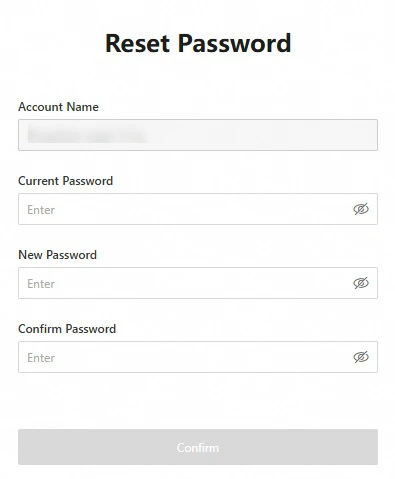 Reset Password
Account Name
Current Password
Enter
New Password
Enter
Confirm Password
Enter
Confirm